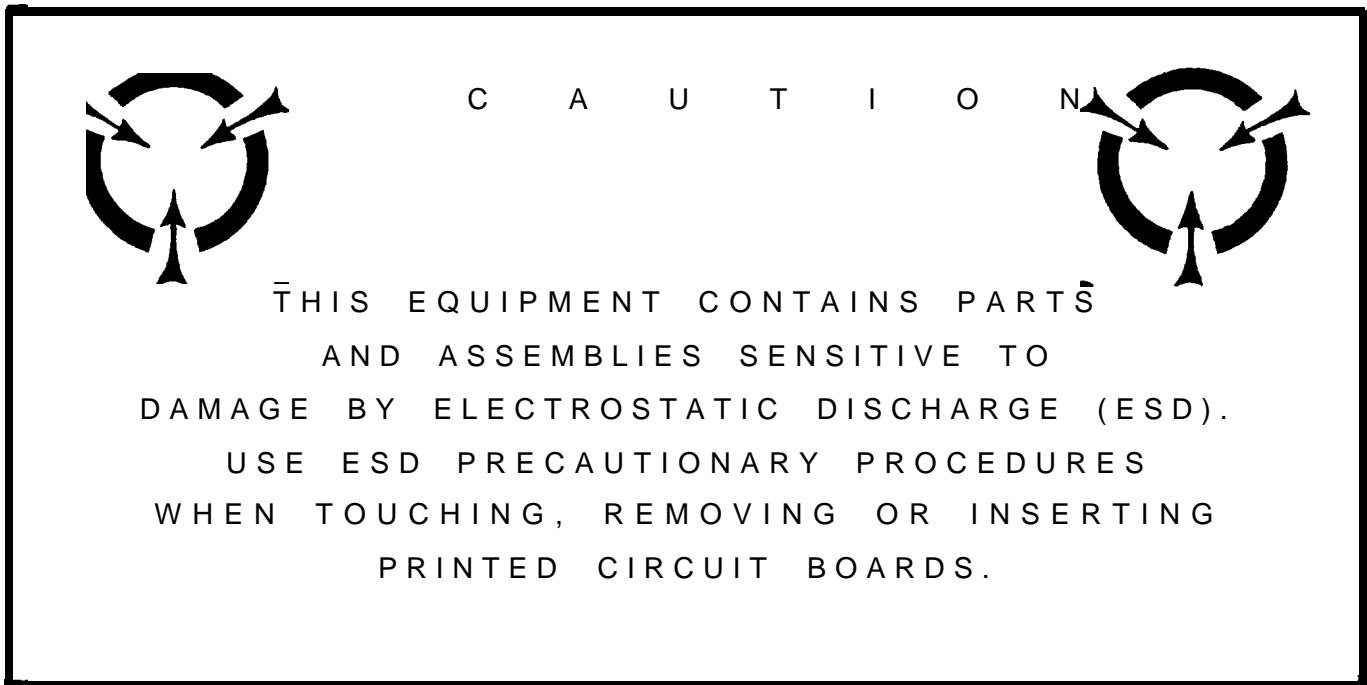 CAUTION
THIS EQUIPMENT CONTAINS PARTS
AND ASSEMBLIES SENSITIVE TO
DAMAGE BY ELECTROSTATIC DISCHARGE (ESD).
USE ESD PRECAUTIONARY PROCEDURES
WHEN TOUCHING, REMOVING OR INSERTING
PRINTED CIRCUIT BOARDS.